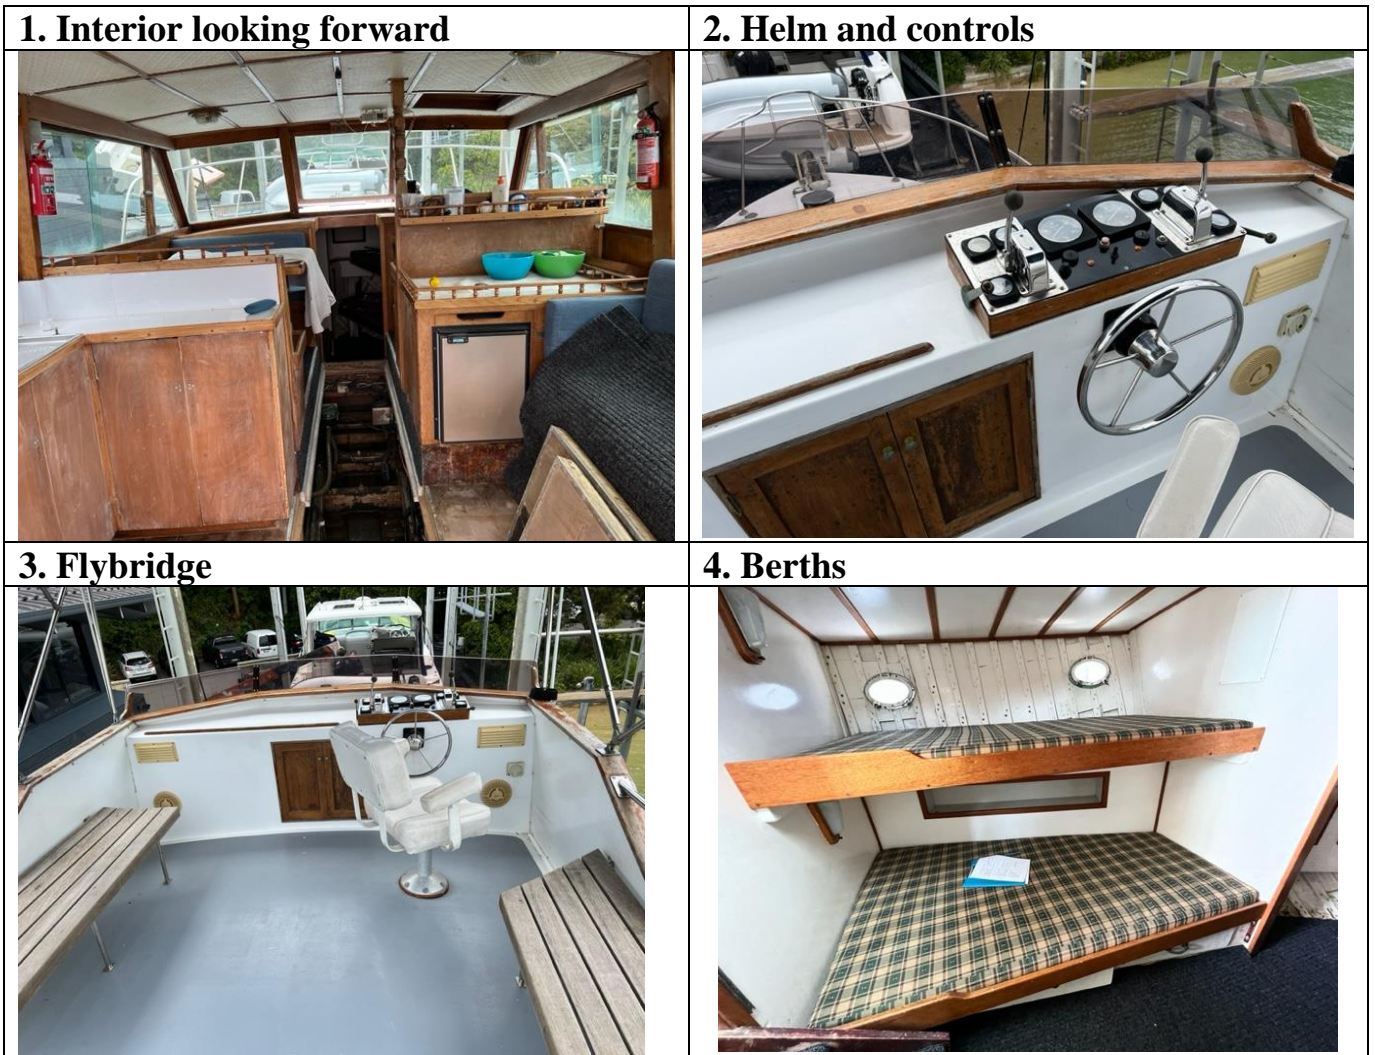 1. Interior looking forward
2. Helm and controls
3. Flybridge
4. Berths